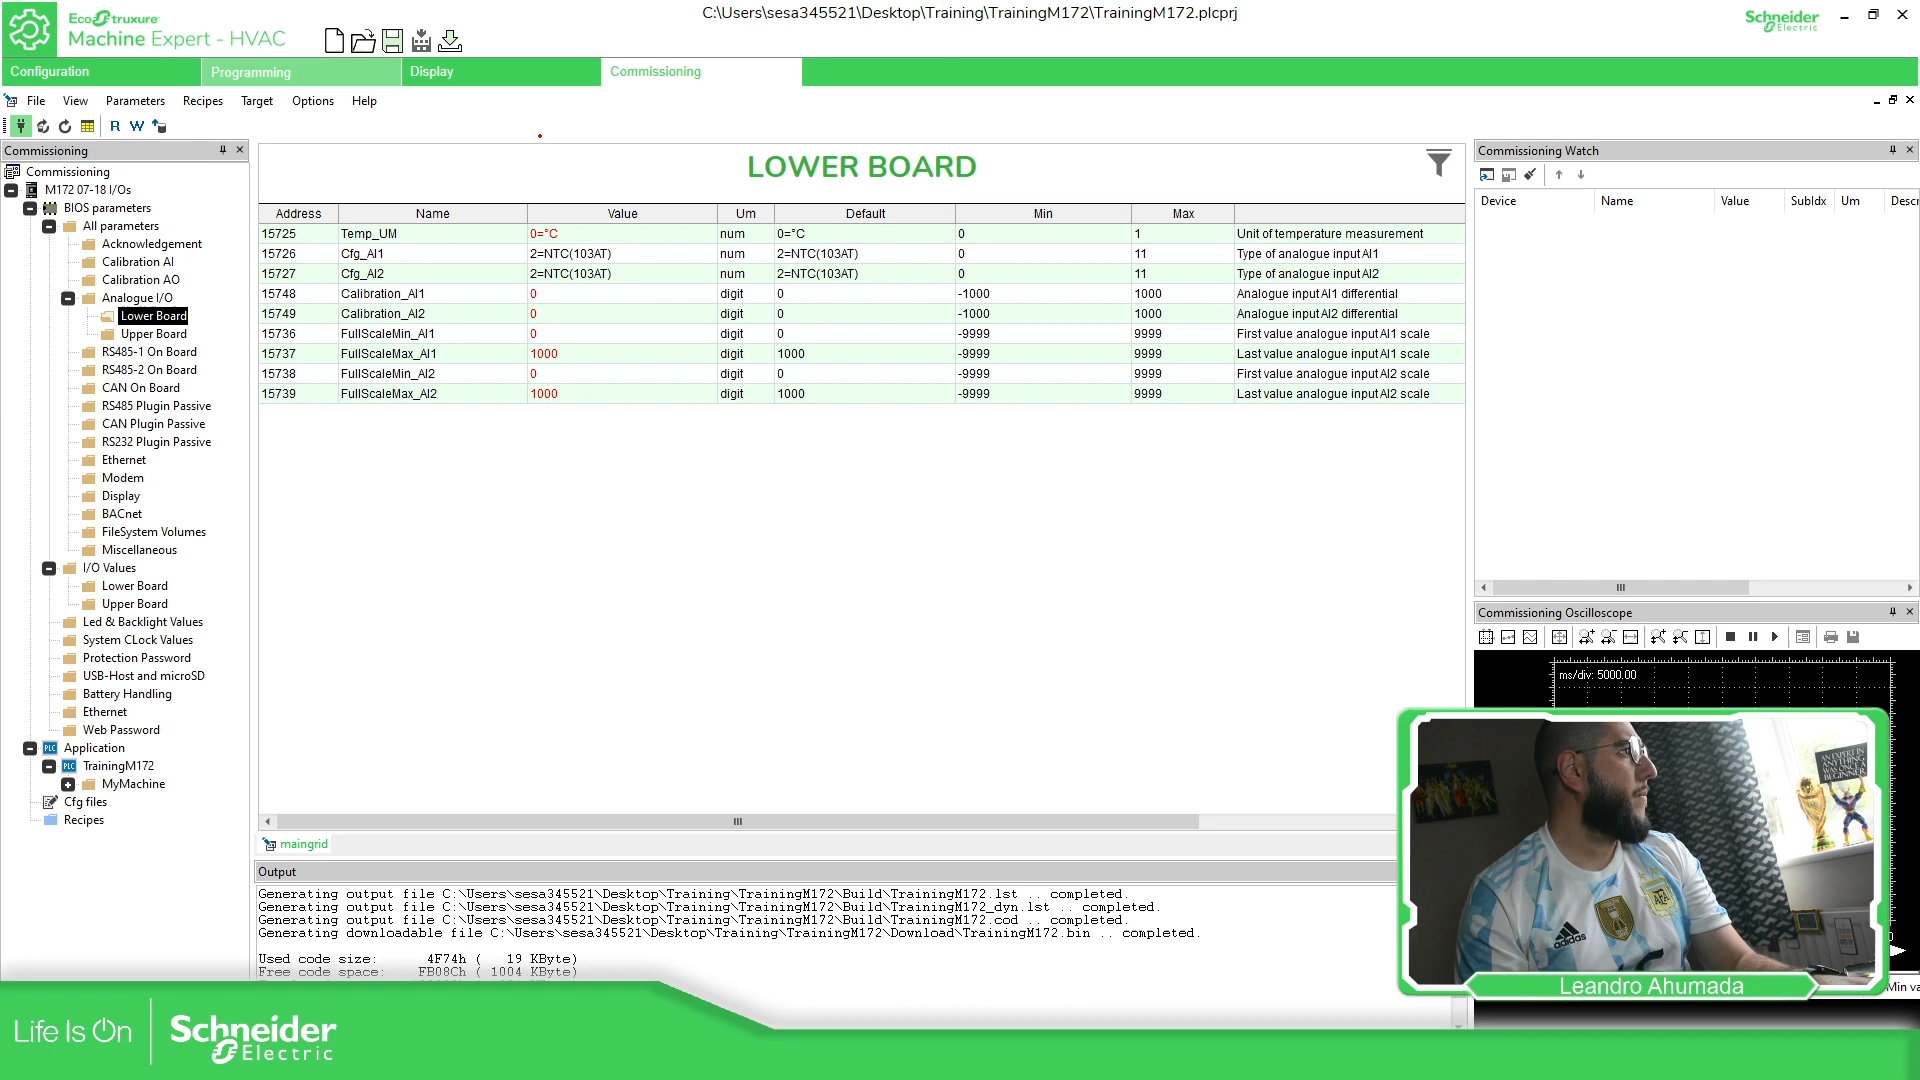 C:\Users\sesa345521\Desktop\Training\TrainingM172\TrainingM172.plcprj
EcoStruxure
Machine Expert - HVAC
Schneider Electric
Configuration
Programming
Display
Commissioning
File View Parameters Recipes Target Options Help
R W
Commissioning
Commissioning
M172 07-18 I/Os
BIOS parameters
All parameters
Acknowledgement
Calibration AI
Calibration AO
Analogue I/O
Lower Board
Upper Board
RS485-1 On Board
RS485-2 On Board
CAN On Board
RS485 Plugin Passive
CAN Plugin Passive
RS232 Plugin Passive
Ethernet
Modem
Display
BACnet
FileSystem Volumes
Miscellaneous
I/O Values
Lower Board
Upper Board
Led & Backlight Values
System CLock Values
Protection Password
USB-Host and microSD
Battery Handling
Ethernet
Web Password
PLC Application
PLC TrainingM172
MyMachine
Cfg files
Recipes
LOWER BOARD
Address Name Value Um Default Min Max
15725 Temp_UM 0=°C num 0=°C 0 1 Unit of temperature measurement
15726 Cfg_AI1 2=NTC(103AT) num 2=NTC(103AT) 0 11 Type of analogue input AI1
15727 Cfg_AI2 2=NTC(103AT) num 2=NTC(103AT) 0 11 Type of analogue input AI2
15748 Calibration_AI1 0 digit 0 -1000 1000 Analogue input AI1 differential
15749 Calibration_AI2 0 digit 0 -1000 1000 Analogue input AI2 differential
15736 FullScaleMin_AI1 0 digit 0 -9999 9999 First value analogue input AI1 scale
15737 FullScaleMax_AI1 1000 digit 1000 -9999 9999 Last value analogue input AI1 scale
15738 FullScaleMin_AI2 0 digit 0 -9999 9999 First value analogue input AI2 scale
15739 FullScaleMax_AI2 1000 digit 1000 -9999 9999 Last value analogue input AI2 scale
maingrid
Output
Generating output file C:\Users\sesa345521\Desktop\Training\TrainingM172\Build\TrainingM172.lst .. completed.
Generating output file C:\Users\sesa345521\Desktop\Training\TrainingM172\Build\TrainingM172_dyn.lst .. completed.
Generating output file C:\Users\sesa345521\Desktop\Training\TrainingM172\Build\TrainingM172.cod .. completed.
Generating downloadable file C:\Users\sesa345521\Desktop\Training\TrainingM172\Download\TrainingM172.bin .. completed.
Used code size: 4F74h ( 19 KByte)
Free code space: FB08Ch ( 1004 KByte)
Commissioning Watch
Device Name Value SubIdx Um Descr
Commissioning Oscilloscope
ms/div: 5000.00
AN EXPERT IN
ANYTHING
WAS ONCE A
BEGINNER
adidas
AFA
Leandro Ahumada
Min va
Life Is On
Schneider
Electric